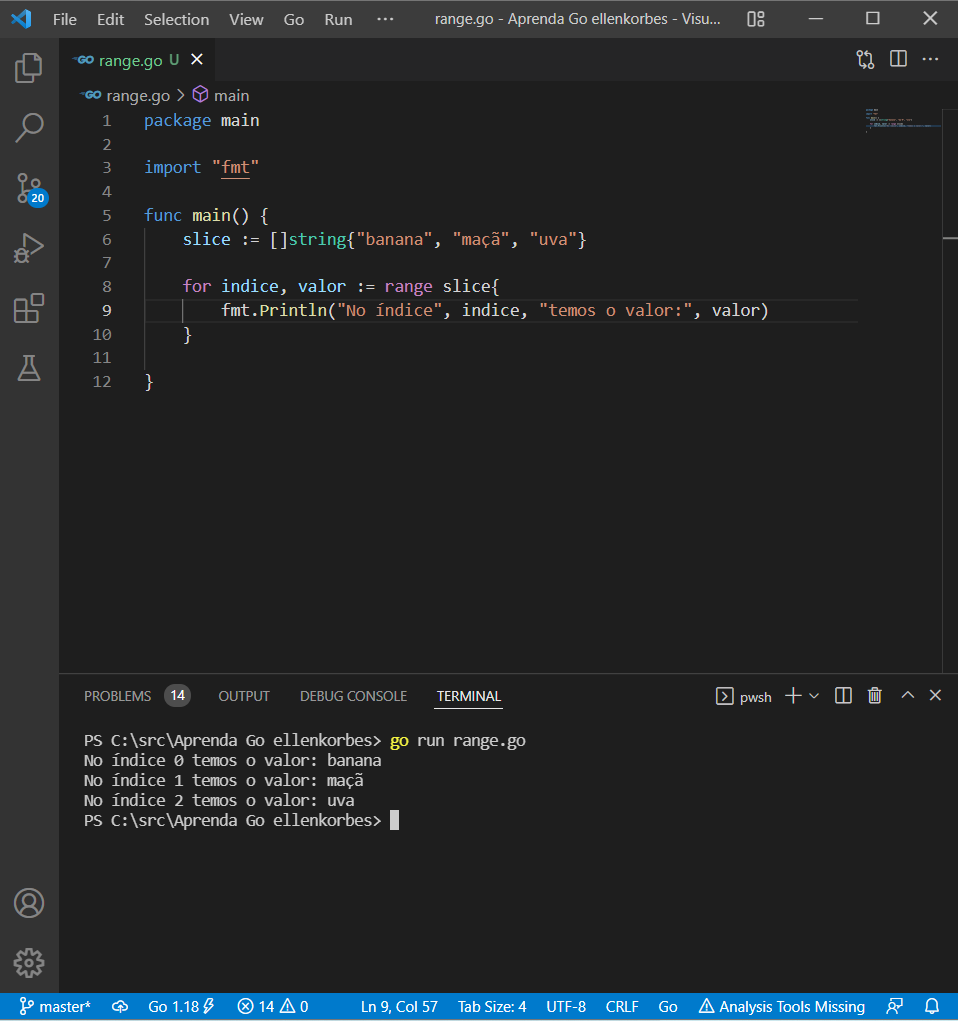 File Edit Selection View Go Run ··· range.go - Aprenda Go ellenkorbes - Visu...
GO range.go U
GO range.go > main
1 package main
2
3 import "fmt"
4
5 func main() {
6 slice := []string{"banana", "maçã", "uva"}
7
8 for indice, valor := range slice{
9 fmt.Println("No índice", indice, "temos o valor:", valor)
10 }
11
12 }
20
PROBLEMS 14 OUTPUT DEBUG CONSOLE TERMINAL pwsh
PS C:\src\Aprenda Go ellenkorbes> go run range.go
No índice 0 temos o valor: banana
No índice 1 temos o valor: maçã
No índice 2 temos o valor: uva
PS C:\src\Aprenda Go ellenkorbes>
master* Go 1.18 14 0 Ln 9, Col 57 Tab Size: 4 UTF-8 CRLF Go Analysis Tools Missing